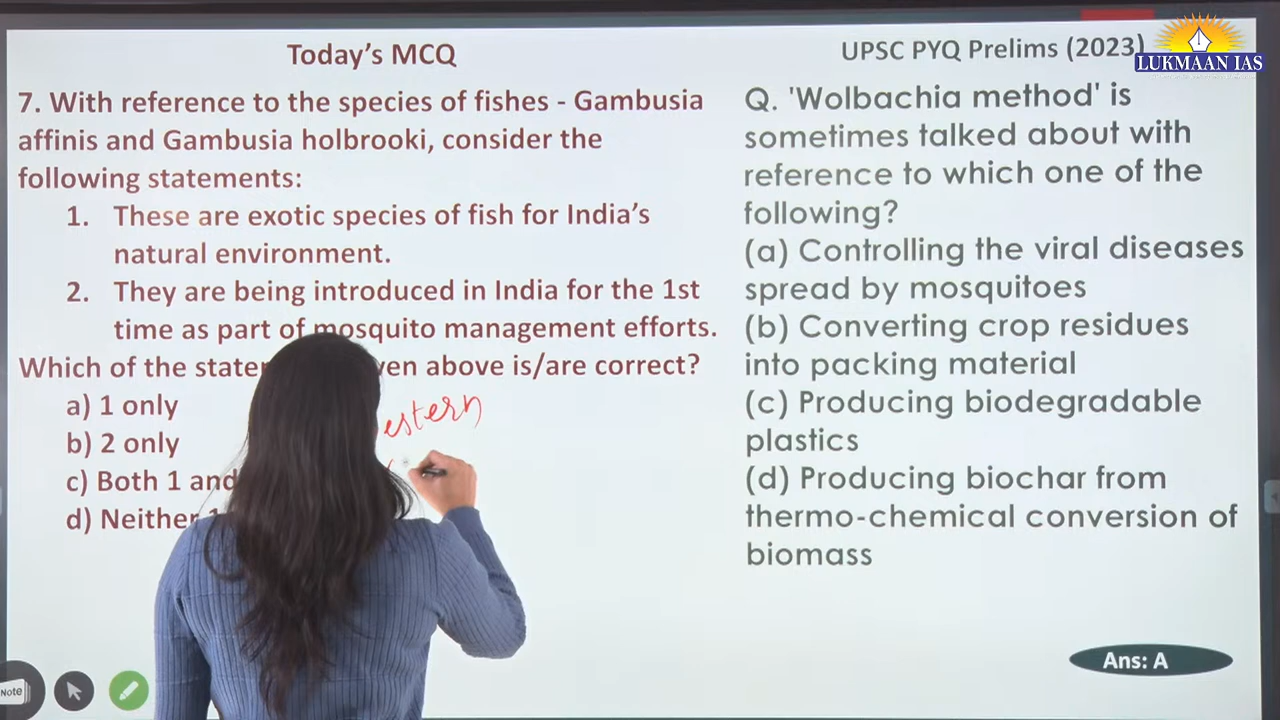 Today's MCQ
7. With reference to the species of fishes - Gambusia
affinis and Gambusia holbrooki, consider the
following statements:
1. These are exotic species of fish for India's
natural environment.
2. They are being introduced in India for the 1st
time as part of mosquito management efforts.
Which of the above is/are correct?
a) 1 only
b) 2 only
c) Both 1 and
d) Neither
estern
UPSC PYQ Prelims (2023)
LUKMAAN IAS
Q. 'Wolbachia method' is
sometimes talked about with
reference to which one of the
following?
(a) Controlling the viral diseases
spread by mosquitoes
(b) Converting crop residues
into packing material
(c) Producing biodegradable
plastics
(d) Producing biochar from
thermo-chemical conversion of
biomass
Ans: A
Note